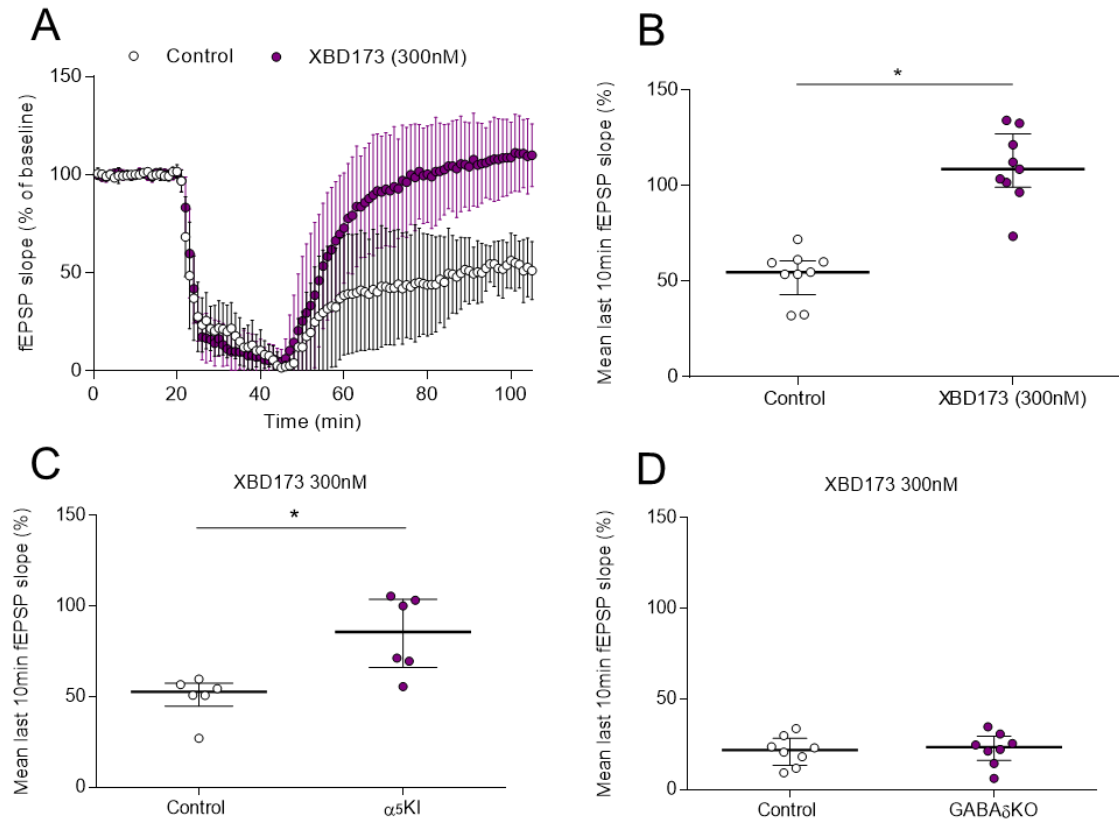 A
Control
XBD173 (300nM)
fEPSP slope (% of baseline)
150
100
50
0
0
20
40
60
80
100
Time (min)
B
*
Mean last 10min fEPSP slope (%)
150
100
50
0
Control
XBD173 (300nM)
C
XBD173 300nM
*
Mean last 10min fEPSP slope (%)
150
100
50
0
Control
α5KI
D
XBD173 300nM
Mean last 10min fEPSP slope (%)
150
100
50
0
Control
GABAδKO